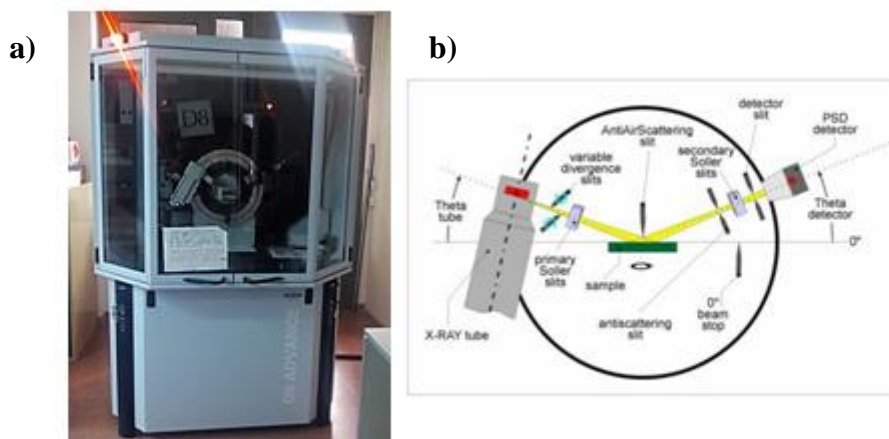 a)
D8
D8 ADVANCE
b)
AntiAirScattering
slit
detector
slit
PSD
detector
secondary
Soller
slits
variable
divergence
slits
Theta
tube
Theta
detector
0°
primary
Soller
slits
sample
0°
beam
stop
antiscattering
slit
X-RAY tube